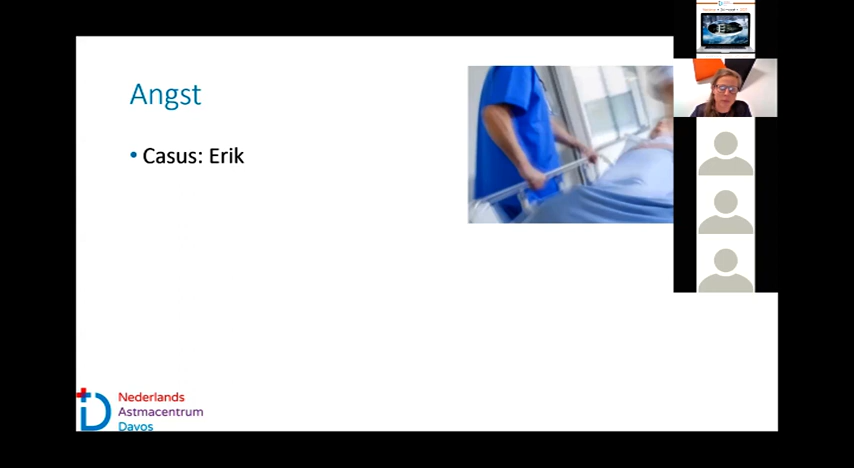 Angst
• Casus: Erik
Nederlands
Astmacentrum
Davos